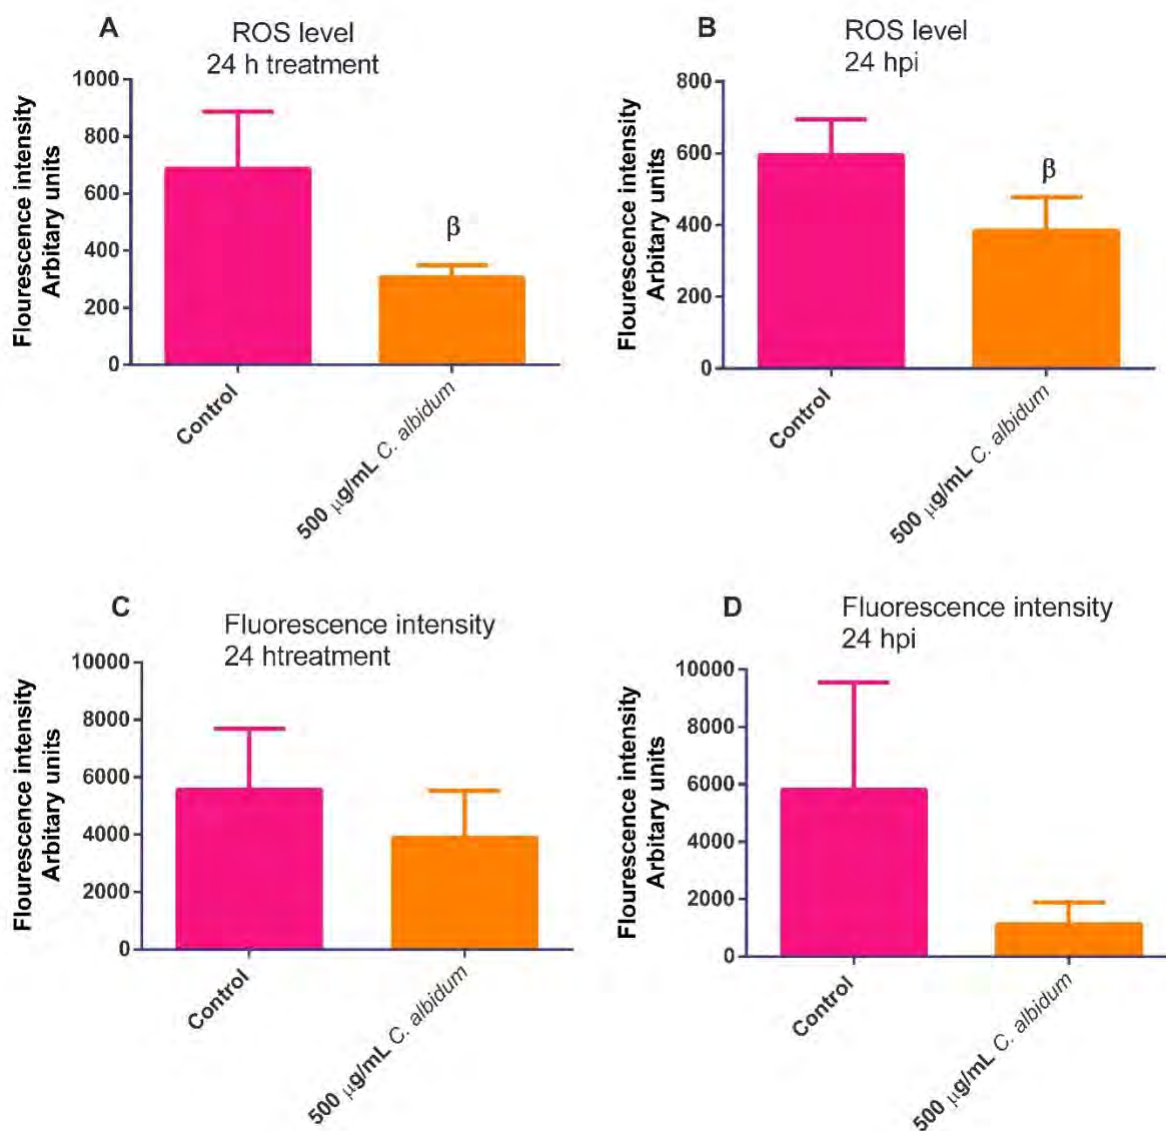 A
ROS level
24 h treatment
Flourescence intensity
Arbitary units
1000
800
600
400
200
0
β
Control
500 µg/mL C. albidum
B
ROS level
24 hpi
Flourescence intensity
Arbitary units
800
600
400
200
0
β
Control
500 µg/mL C. albidum
C
Fluorescence intensity
24 htreatment
Flourescence intensity
Arbitary units
10000
8000
6000
4000
2000
0
Control
500 µg/mL C. albidum
D
Fluorescence intensity
24 hpi
Flourescence intensity
Arbitary units
10000
8000
6000
4000
2000
0
Control
500 µg/mL C. albidum